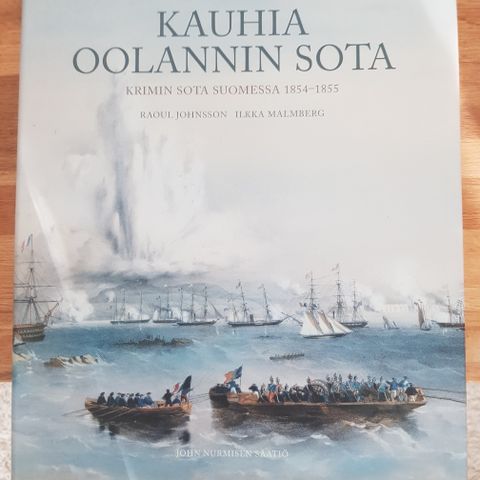 KAUHIA
OOLANNIN SOTA
KRIMIN SOTA SUOMESSA 1854–1855
RAOUL JOHNSSON ILKKA MALMBERG
JOHN NURMISEN SÄÄTIÖ